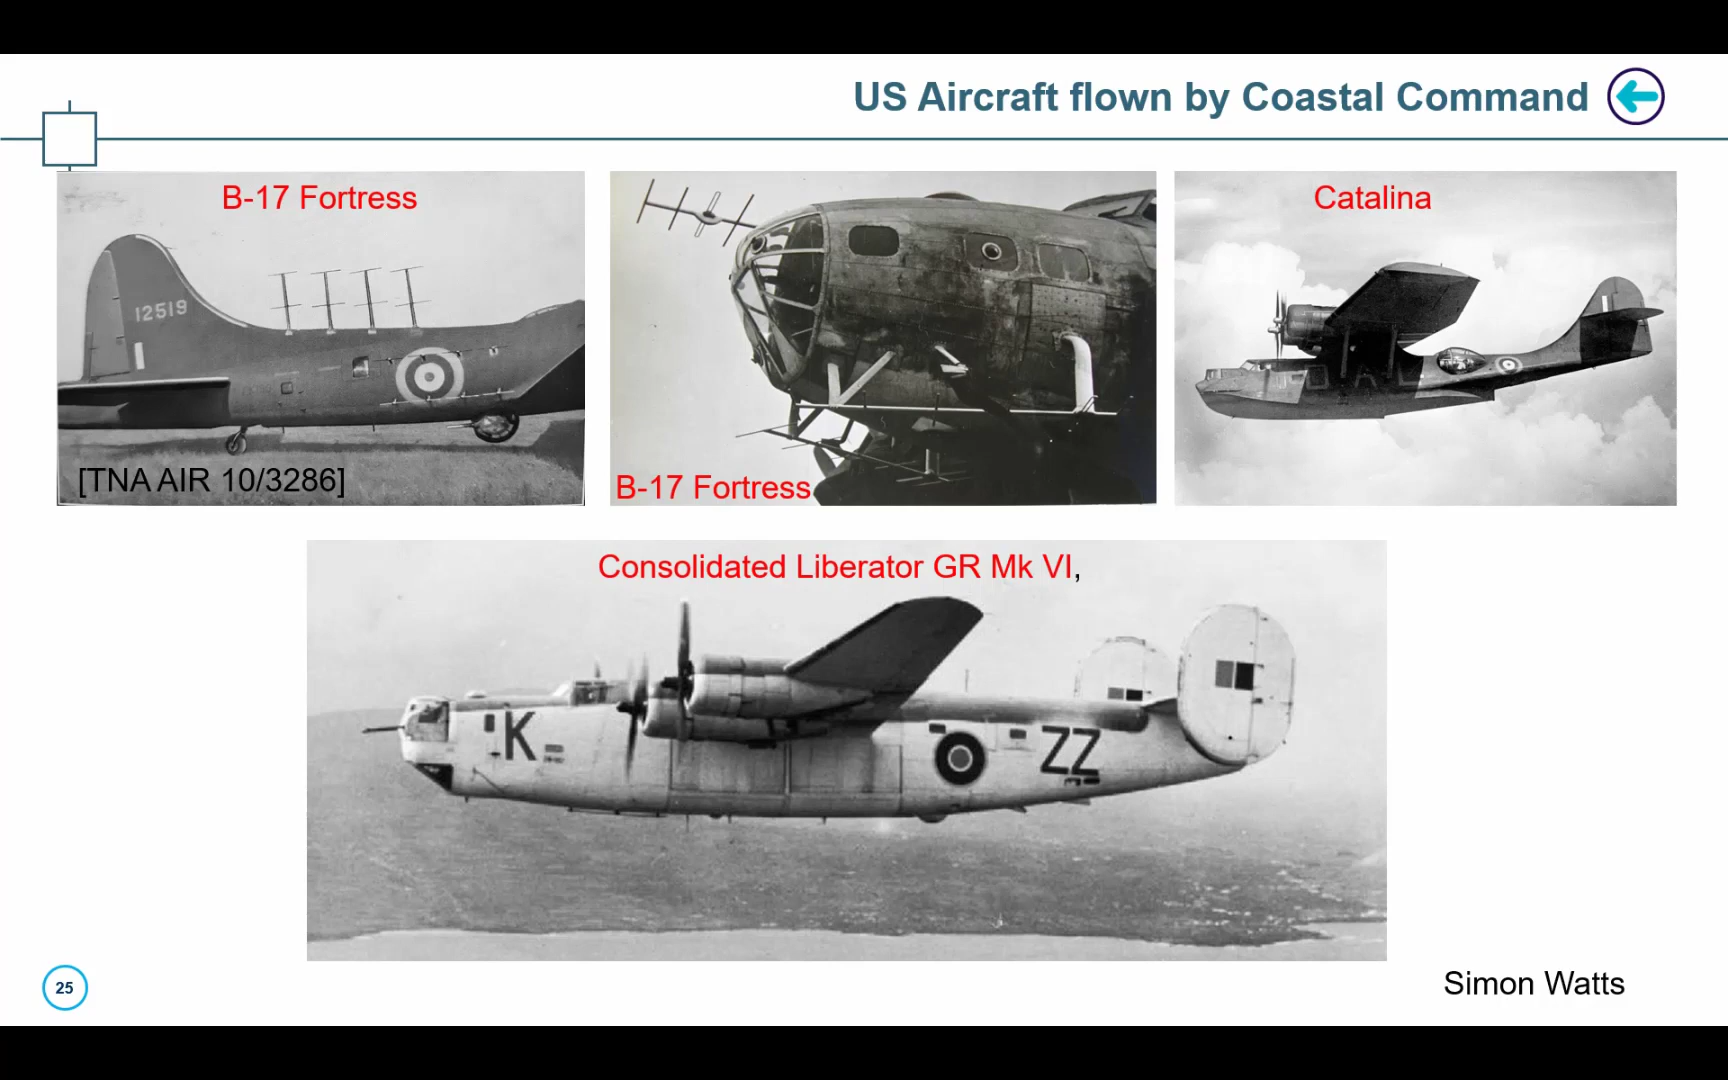 US Aircraft flown by Coastal Command
B-17 Fortress
12519
[TNA AIR 10/3286]
B-17 Fortress
Catalina
Consolidated Liberator GR Mk VI,
K
ZZ
25
Simon Watts